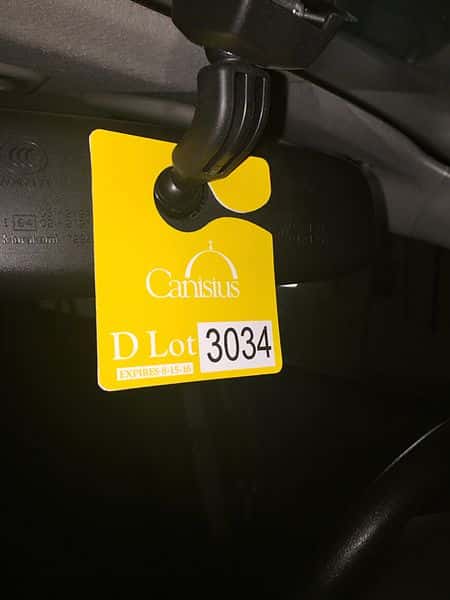 Canisius
D Lot 3034
EXPIRES 8-15-16